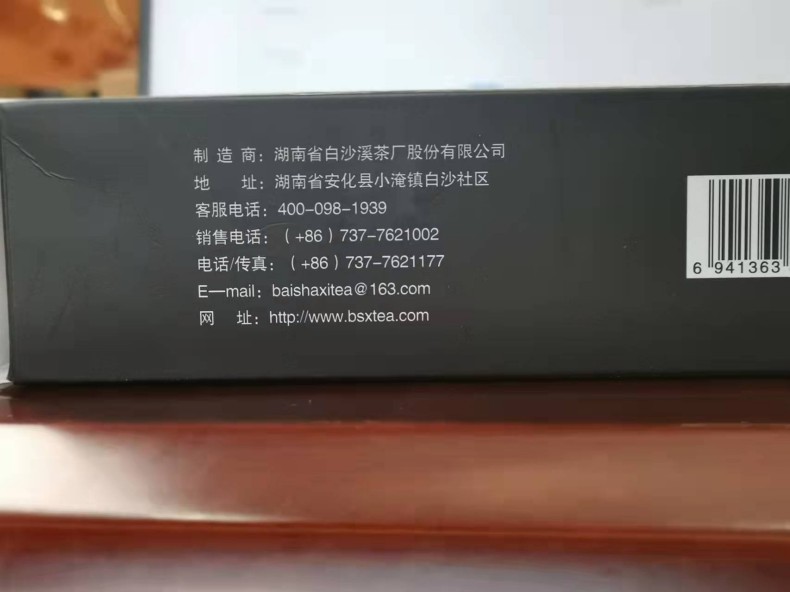 制造商：湖南省白沙溪茶厂股份有限公司
地址：湖南省安化县小淹镇白沙社区
客服电话：400-098-1939
销售电话：（+86）737-7621002
电话/传真：（+86）737-7621177
E—mail：baishaxitea@163.com
网址：http://www.bsxtea.com
6 941363